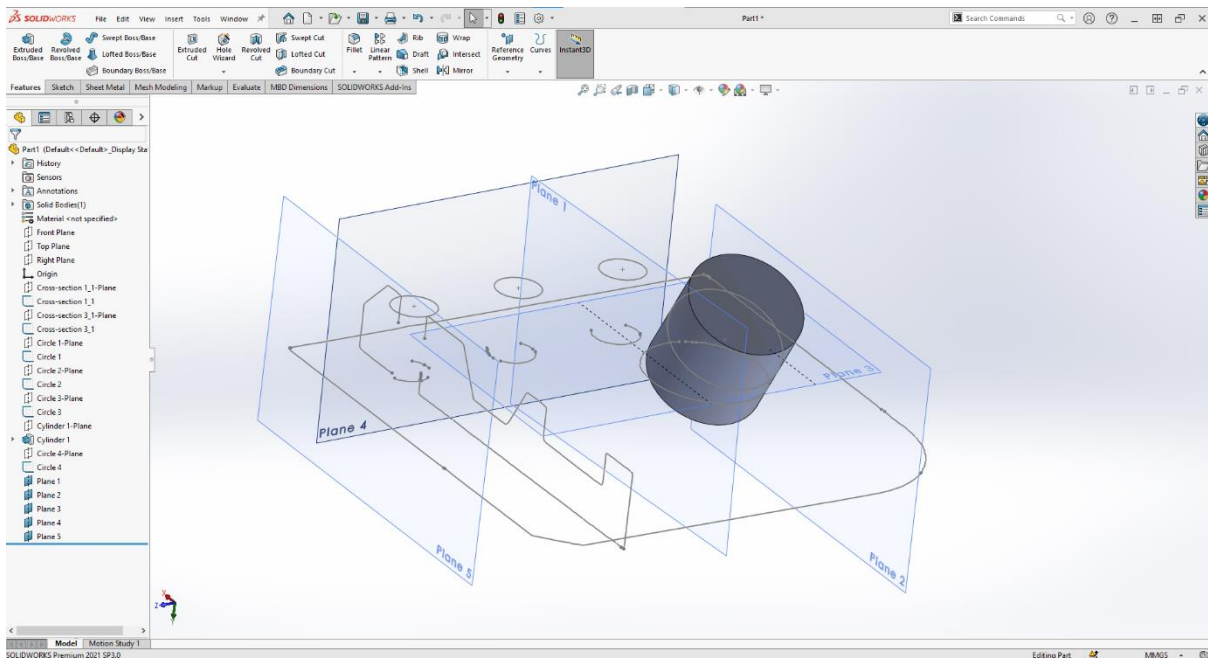 SOLIDWORKS File Edit View Insert Tools Window Part1 * Search Commands
Extruded Boss/Base
Revolved Boss/Base
Swept Boss/Base
Lofted Boss/Base
Boundary Boss/Base
Extruded Cut
Hole Wizard
Revolved Cut
Swept Cut
Lofted Cut
Boundary Cut
Fillet
Linear Pattern
Rib
Draft
Shell
Wrap
Intersect
Mirror
Reference Geometry
Curves
Instant3D
Features Sketch Sheet Metal Mesh Modeling Markup Evaluate MBD Dimensions SOLIDWORKS Add-Ins
Part1 (Default<<Default>_Display Sta
History
Sensors
Annotations
Solid Bodies(1)
Material <not specified>
Front Plane
Top Plane
Right Plane
Origin
Cross-section 1_1-Plane
Cross-section 1_1
Cross-section 3_1-Plane
Cross-section 3_1
Circle 1-Plane
Circle 1
Circle 2-Plane
Circle 2
Circle 3-Plane
Circle 3
Cylinder 1-Plane
Cylinder 1
Circle 4-Plane
Circle 4
Plane 1
Plane 2
Plane 3
Plane 4
Plane 5
Plane 1
Plane 3
Plane 4
Plane 5
Plane 2
X
Z
Y
Model Motion Study 1
SOLIDWORKS Premium 2021 SP3.0 Editing Part MMGS